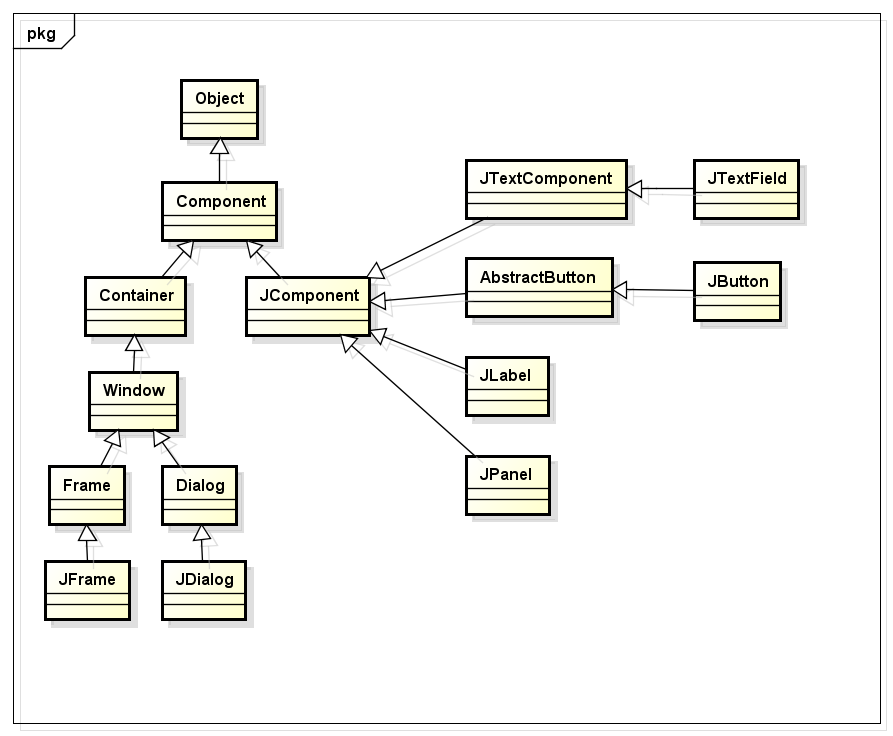 pkg
Object
Component
Container
JComponent
Window
Frame
Dialog
JFrame
JDialog
JTextComponent
JTextField
AbstractButton
JButton
JLabel
JPanel